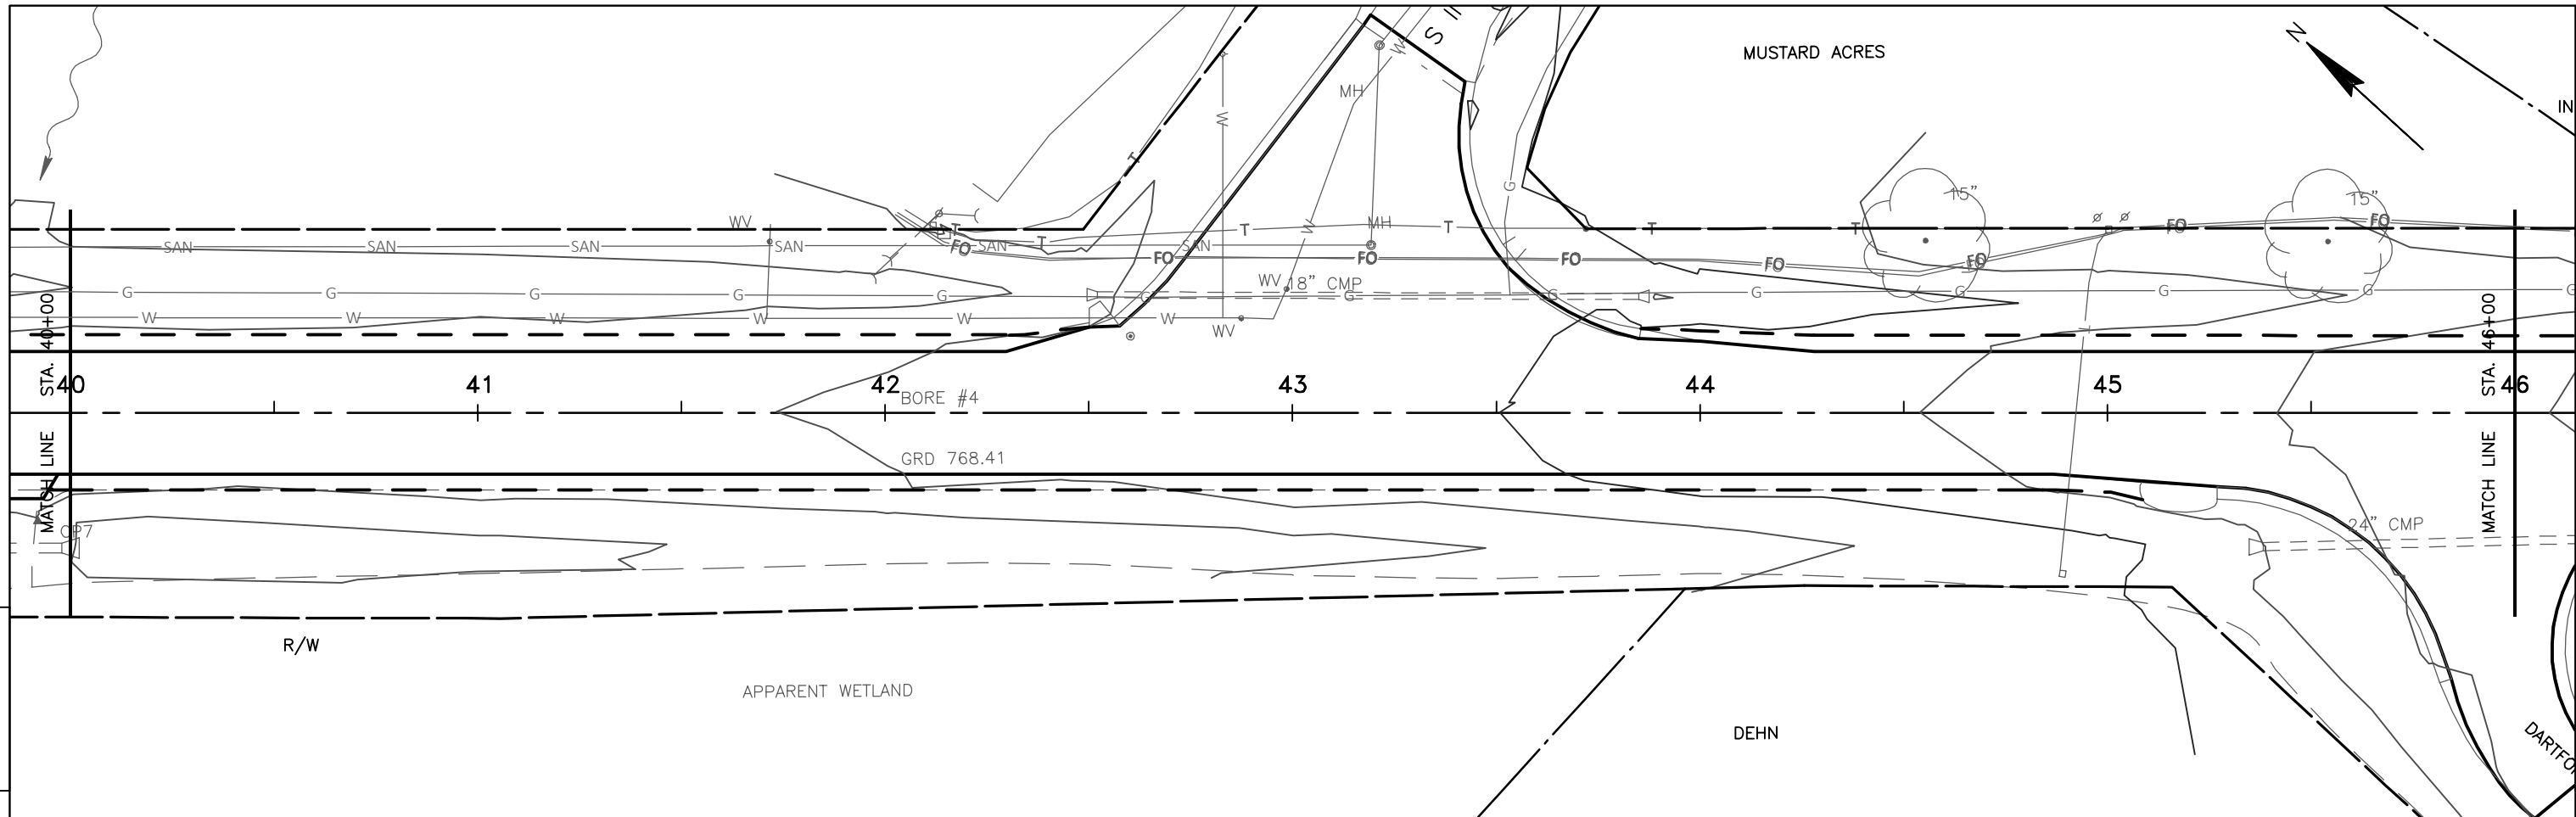 S
MUSTARD ACRES
N
IN
MH
W
W
T
G
15”
15”
WV
SAN
SAN
SAN
SAN
SAN
SAN
T
T
T
MH
T
T
T
FO
FO
FO
FO
FO
FO
FO
FO
W
G
G
G
G
G
G
G
G
G
G
G
G
G
WV
18” CMP
W
W
W
W
W
W
WV
MATCH LINE STA. 40+00
MATCH LINE STA. 46+00
40
41
42
43
44
45
46
BORE #4
GRD 768.41
CP7
24” CMP
R/W
APPARENT WETLAND
DEHN
DARTFO